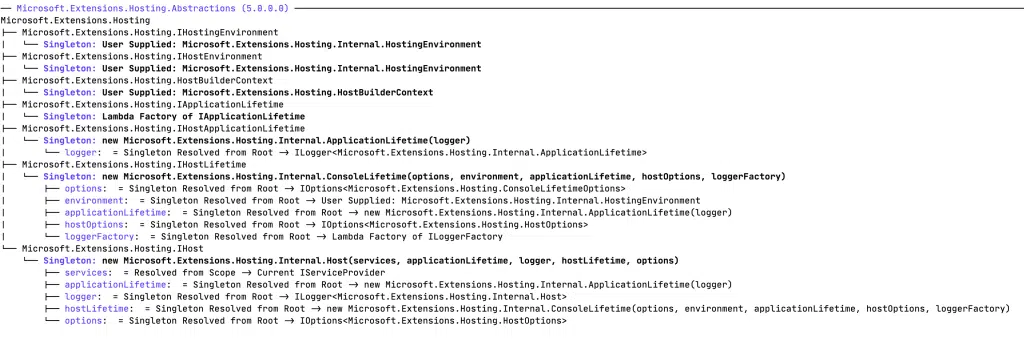 ── Microsoft.Extensions.Hosting.Abstractions (5.0.0.0) ──
Microsoft.Extensions.Hosting
├── Microsoft.Extensions.Hosting.IHostingEnvironment
│   └── Singleton: User Supplied: Microsoft.Extensions.Hosting.Internal.HostingEnvironment
├── Microsoft.Extensions.Hosting.IHostEnvironment
│   └── Singleton: User Supplied: Microsoft.Extensions.Hosting.Internal.HostingEnvironment
├── Microsoft.Extensions.Hosting.HostBuilderContext
│   └── Singleton: User Supplied: Microsoft.Extensions.Hosting.HostBuilderContext
├── Microsoft.Extensions.Hosting.IApplicationLifetime
│   └── Singleton: Lambda Factory of IApplicationLifetime
├── Microsoft.Extensions.Hosting.IHostApplicationLifetime
│   └── Singleton: new Microsoft.Extensions.Hosting.Internal.ApplicationLifetime(logger)
│       └── logger:  = Singleton Resolved from Root -> ILogger<Microsoft.Extensions.Hosting.Internal.ApplicationLifetime>
├── Microsoft.Extensions.Hosting.IHostLifetime
│   └── Singleton: new Microsoft.Extensions.Hosting.Internal.ConsoleLifetime(options, environment, applicationLifetime, hostOptions, loggerFactory)
│       ├── options:  = Singleton Resolved from Root -> IOptions<Microsoft.Extensions.Hosting.ConsoleLifetimeOptions>
│       ├── environment:  = Singleton Resolved from Root -> User Supplied: Microsoft.Extensions.Hosting.Internal.HostingEnvironment
│       ├── applicationLifetime:  = Singleton Resolved from Root -> new Microsoft.Extensions.Hosting.Internal.ApplicationLifetime(logger)
│       ├── hostOptions:  = Singleton Resolved from Root -> IOptions<Microsoft.Extensions.Hosting.HostOptions>
│       └── loggerFactory:  = Singleton Resolved from Root -> Lambda Factory of ILoggerFactory
└── Microsoft.Extensions.Hosting.IHost
    └── Singleton: new Microsoft.Extensions.Hosting.Internal.Host(services, applicationLifetime, logger, hostLifetime, options)
        ├── services:  = Resolved from Scope -> Current IServiceProvider
        ├── applicationLifetime:  = Singleton Resolved from Root -> new Microsoft.Extensions.Hosting.Internal.ApplicationLifetime(logger)
        ├── logger:  = Singleton Resolved from Root -> ILogger<Microsoft.Extensions.Hosting.Internal.Host>
        ├── hostLifetime:  = Singleton Resolved from Root -> new Microsoft.Extensions.Hosting.Internal.ConsoleLifetime(options, environment, applicationLifetime, hostOptions, loggerFactory)
        └── options:  = Singleton Resolved from Root -> IOptions<Microsoft.Extensions.Hosting.HostOptions>